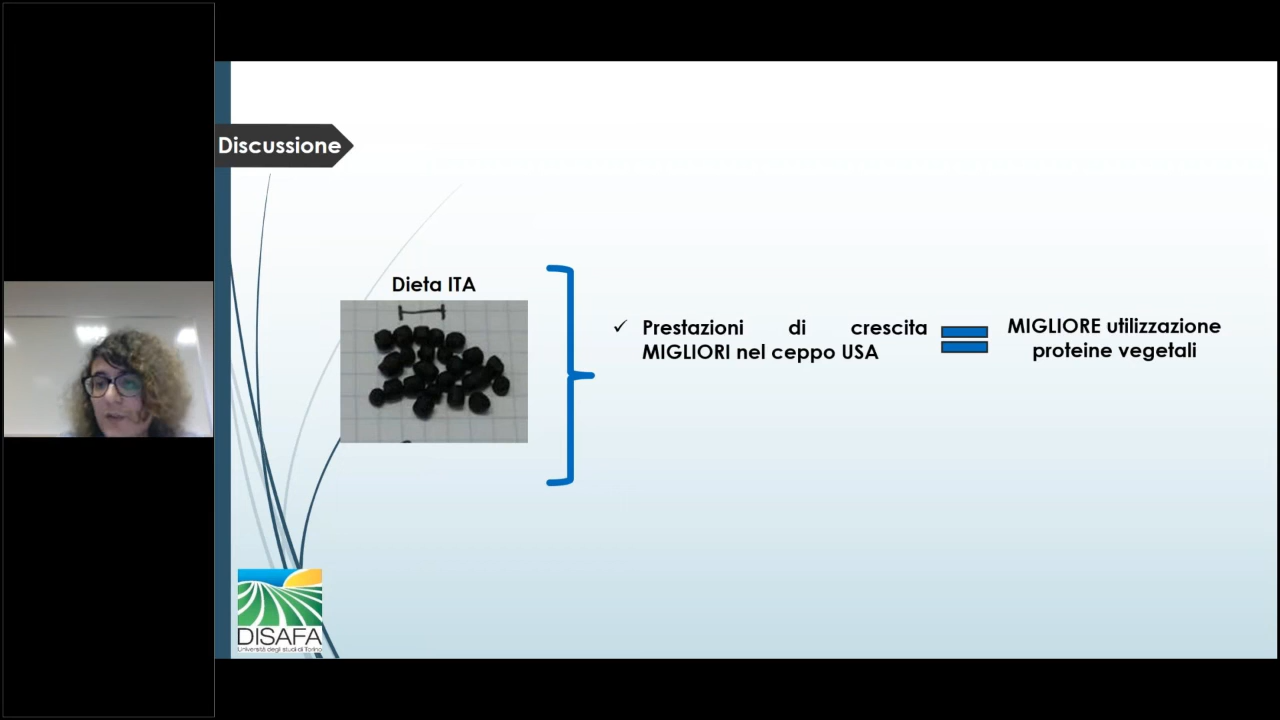 Discussione
Dieta ITA
✓ Prestazioni di crescita
MIGLIORI nel ceppo USA
MIGLIORE utilizzazione
proteine vegetali
DISAFA
Università degli studi di Torino